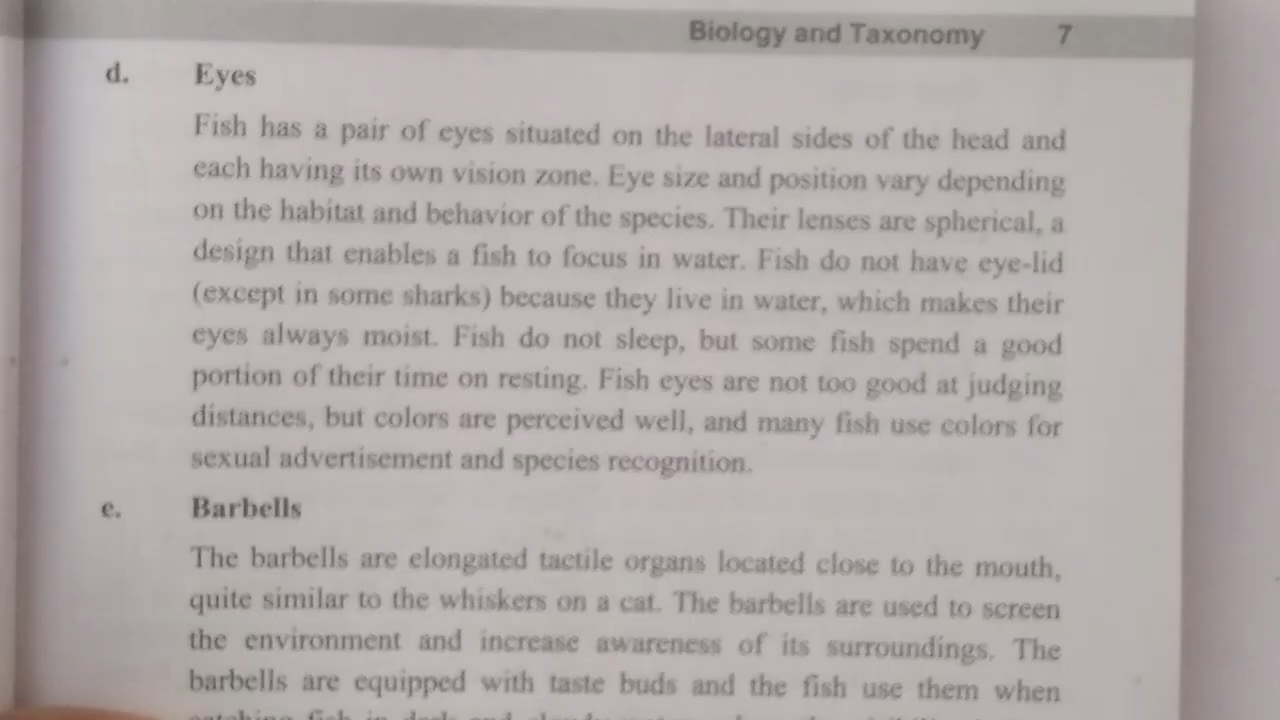 Biology and Taxonomy 7
d. Eyes
Fish has a pair of eyes situated on the lateral sides of the head and
each having its own vision zone. Eye size and position vary depending
on the habitat and behavior of the species. Their lenses are spherical, a
design that enables a fish to focus in water. Fish do not have eye-lid
(except in some sharks) because they live in water, which makes their
eyes always moist. Fish do not sleep, but some fish spend a good
portion of their time on resting. Fish eyes are not too good at judging
distances, but colors are perceived well, and many fish use colors for
sexual advertisement and species recognition.
e. Barbells
The barbells are elongated tactile organs located close to the mouth,
quite similar to the whiskers on a cat. The barbells are used to screen
the environment and increase awareness of its surroundings. The
barbells are equipped with taste buds and the fish use them when